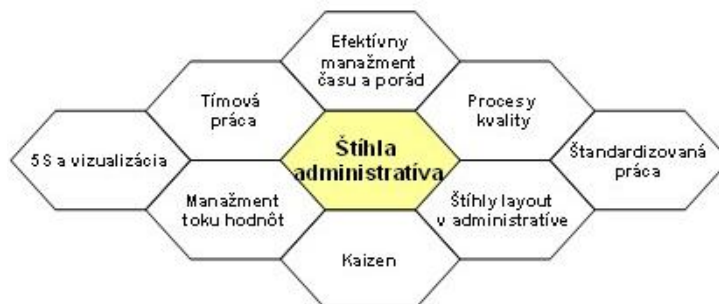 Efektívny
manažment
času a porád
Tímová
práca
Procesy
kvality
5S a vizualizácia
Štíhla
administratíva
Štandardizovaná
práca
Manažment
toku hodnôt
Štíhly layout
v administratíve
Kaizen